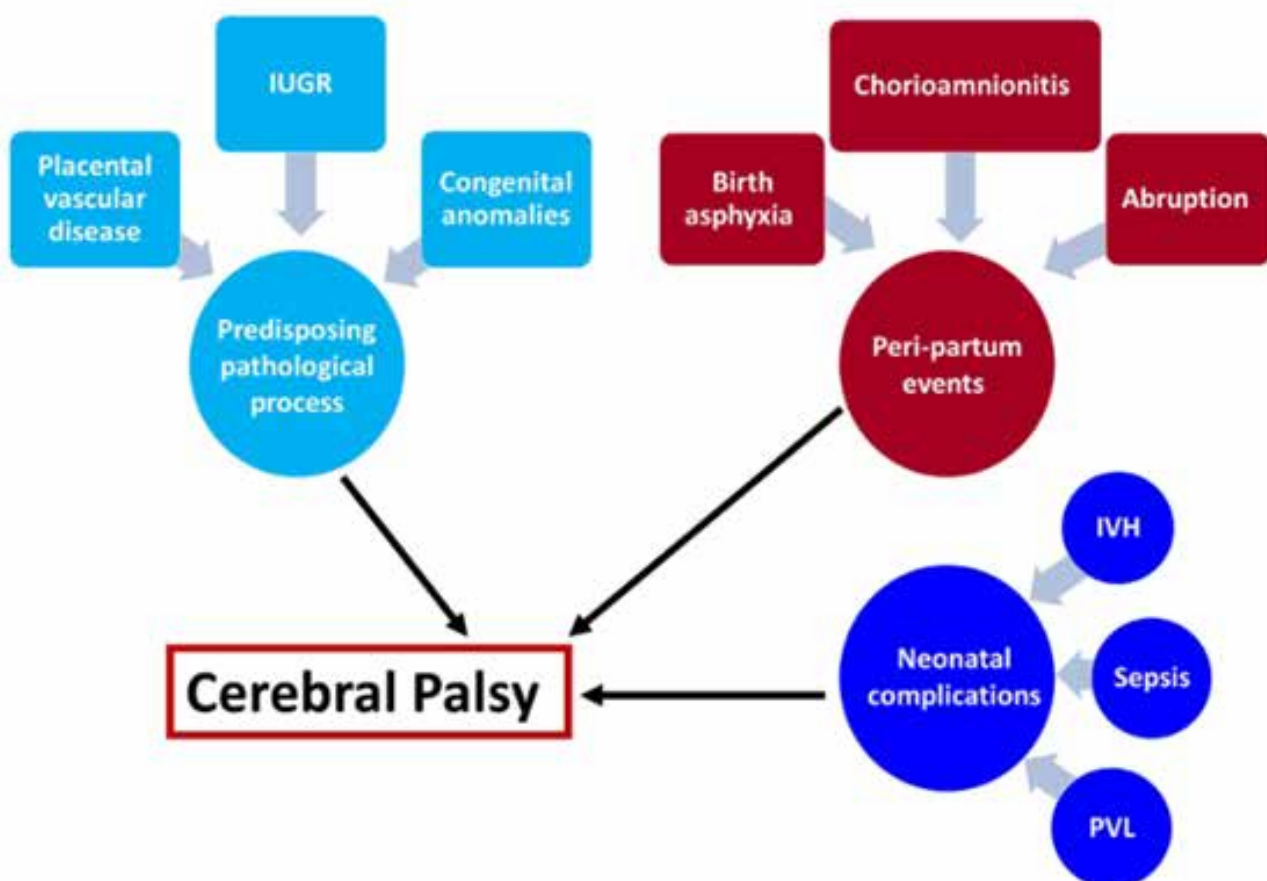 IUGR
Placental
vascular
disease
Congenital
anomalies
Predisposing
pathological
process
Chorioamnionitis
Birth
asphyxia
Abruption
Peri-partum
events
IVH
Neonatal
complications
Sepsis
PVL
Cerebral Palsy